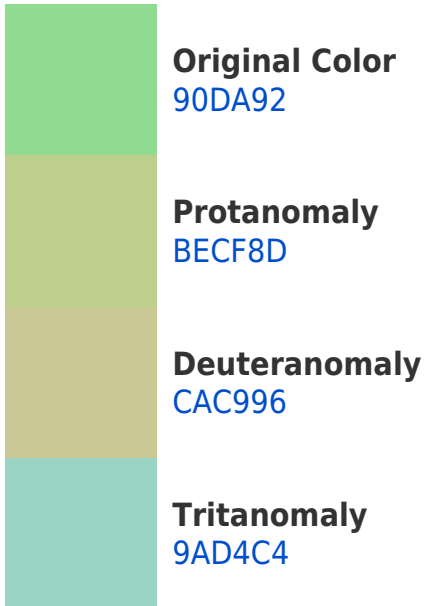 Original Color
90DA92
Protanomaly
BECF8D
Deuteranomaly
CAC996
Tritanomaly
9AD4C4